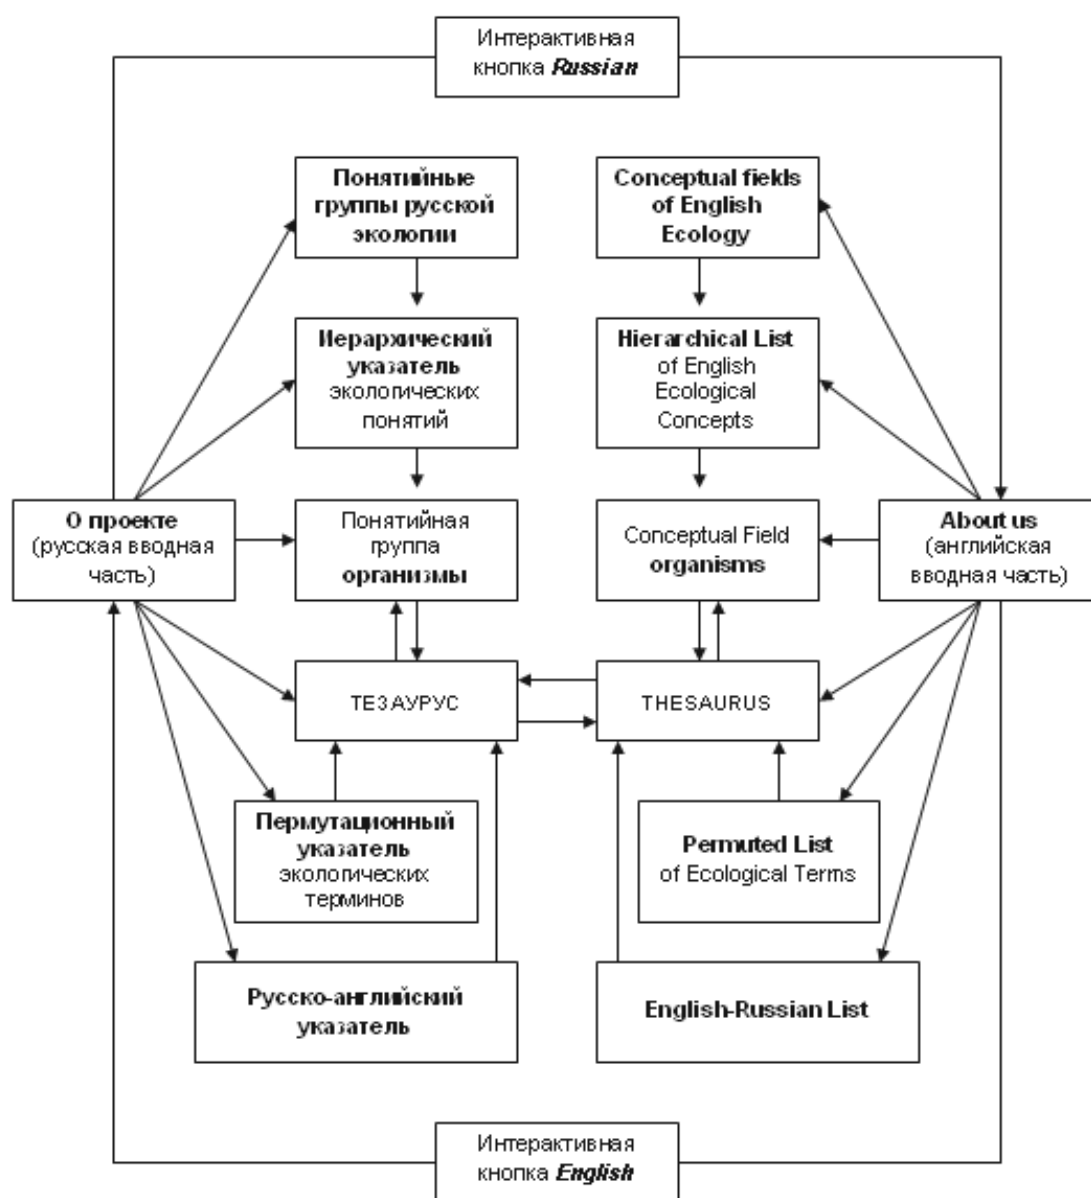 Интерактивная
кнопка Russian
Понятийные
группы русской
экологии
Conceptual fields
of English
Ecology
Иерархический
указатель
экологических
понятий
Hierarchical List
of English
Ecological
Concepts
О проекте
(русская вводная
часть)
Понятийная
группа
организмы
Conceptual Field
organisms
About us
(английская
вводная часть)
ТЕЗАУРУС
THESAURUS
Пермутационный
указатель
экологических
терминов
Permuted List
of Ecological Terms
Русско-английский
указатель
English-Russian List
Интерактивная
кнопка English